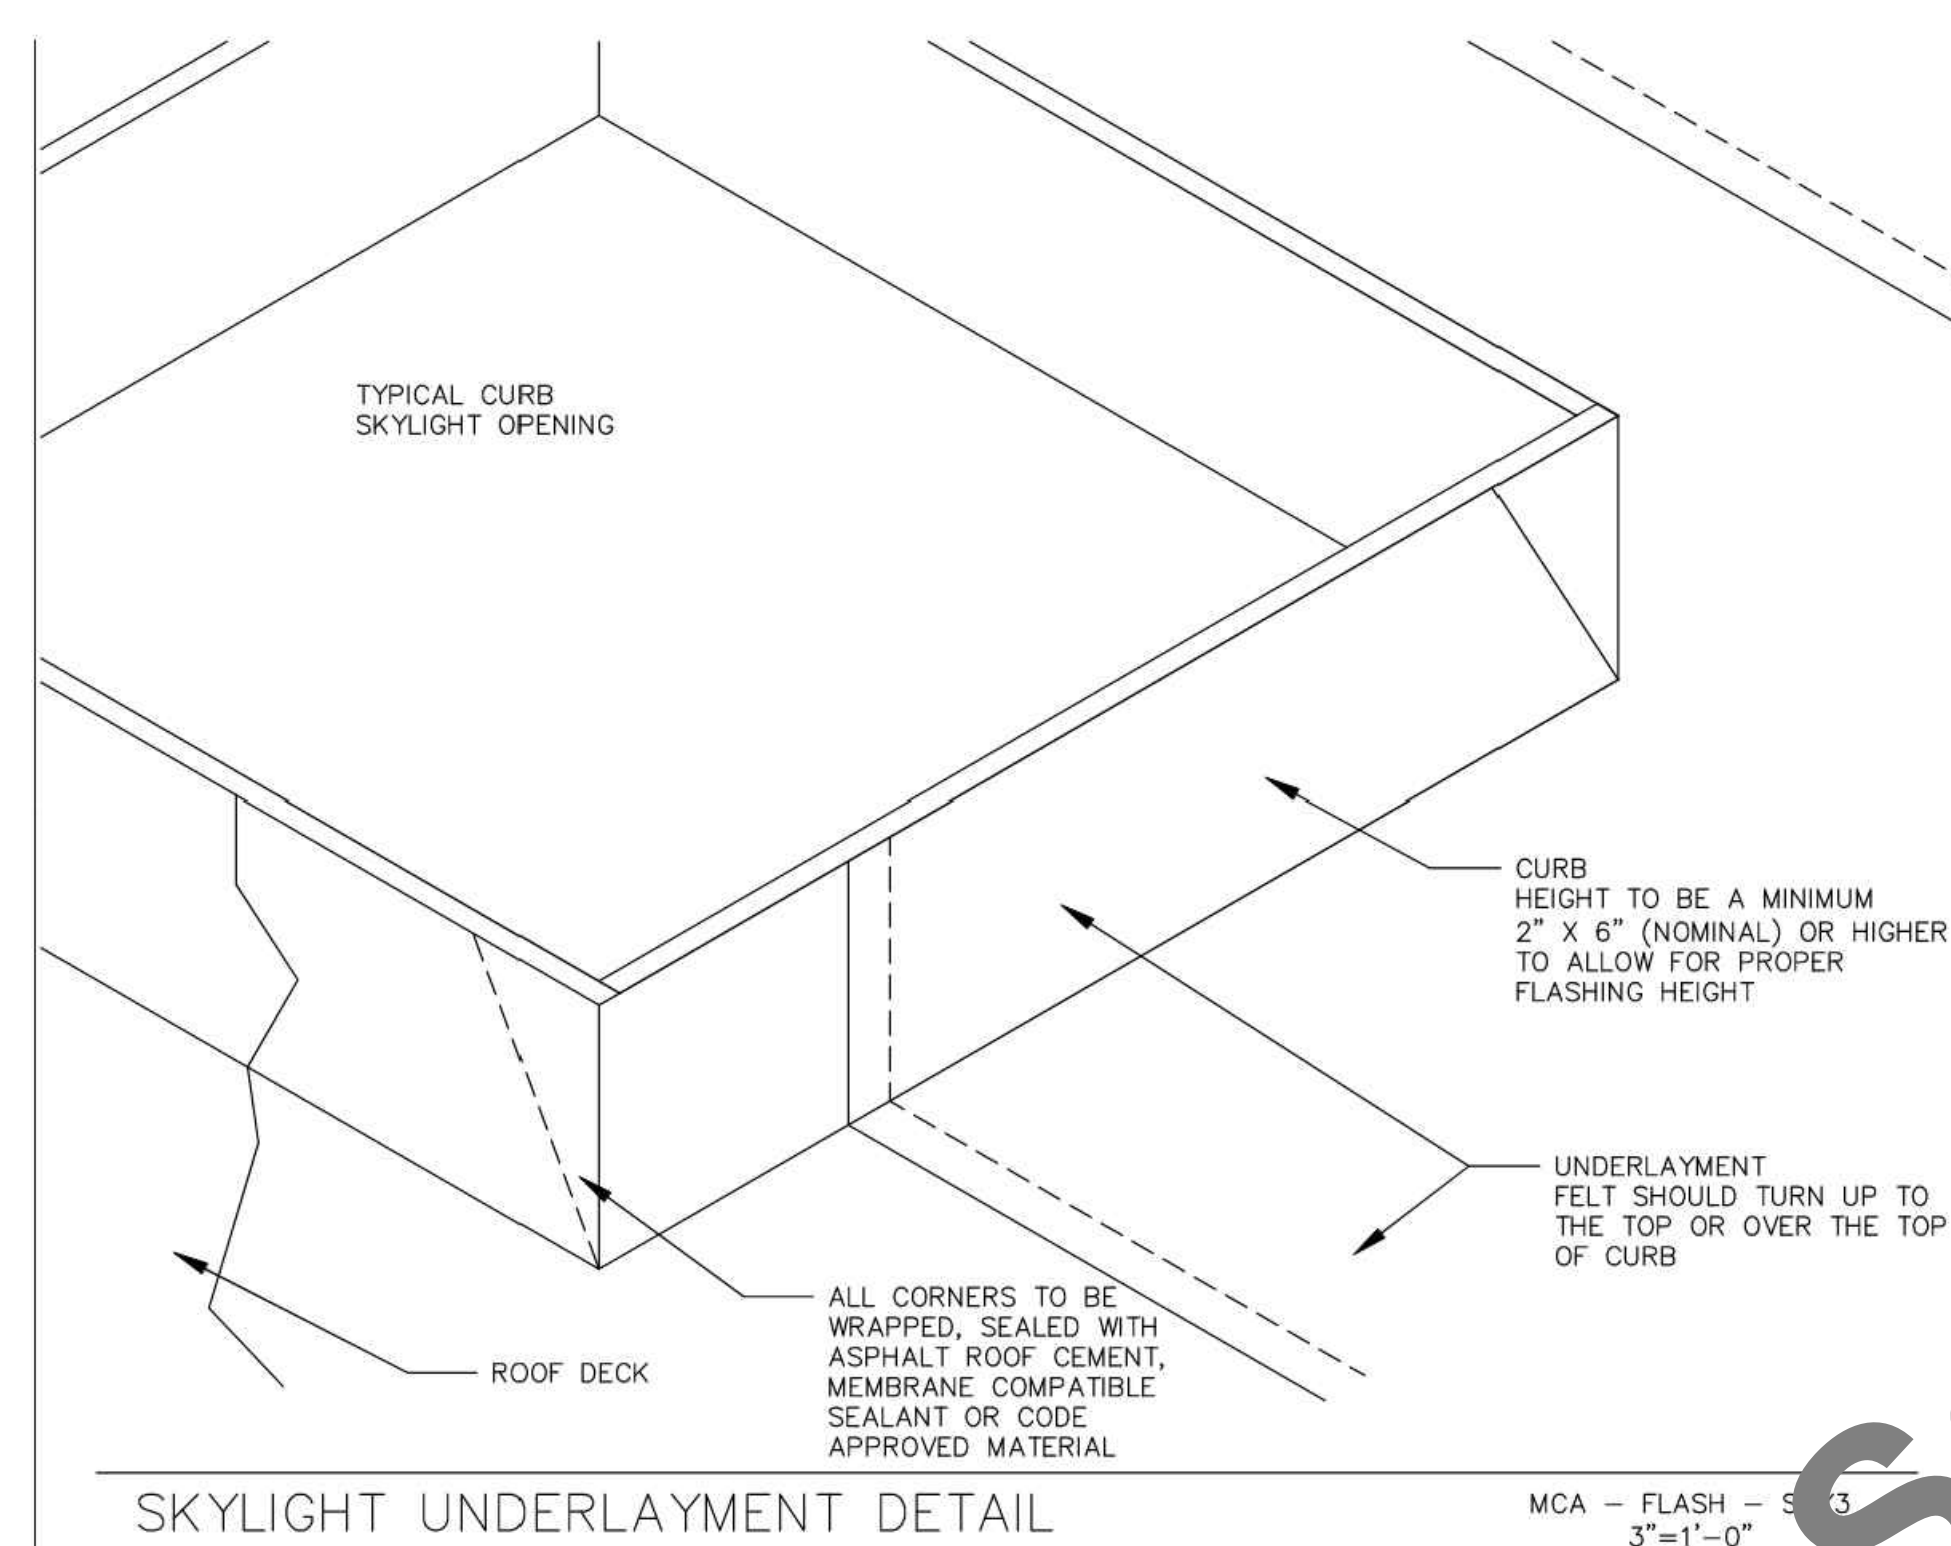 TYPICAL CURB
SKYLIGHT OPENING
CURB
HEIGHT TO BE A MINIMUM
2" X 6" (NOMINAL) OR HIGHER
TO ALLOW FOR PROPER
FLASHING HEIGHT
UNDERLAYMENT
FELT SHOULD TURN UP TO
THE TOP OR OVER THE TOP
OF CURB
ALL CORNERS TO BE
WRAPPED, SEALED WITH
ASPHALT ROOF CEMENT,
MEMBRANE COMPATIBLE
SEALANT OR CODE
APPROVED MATERIAL
ROOF DECK
SKYLIGHT UNDERLAYMENT DETAIL
MCA - FLASH -
3"=1'-0"